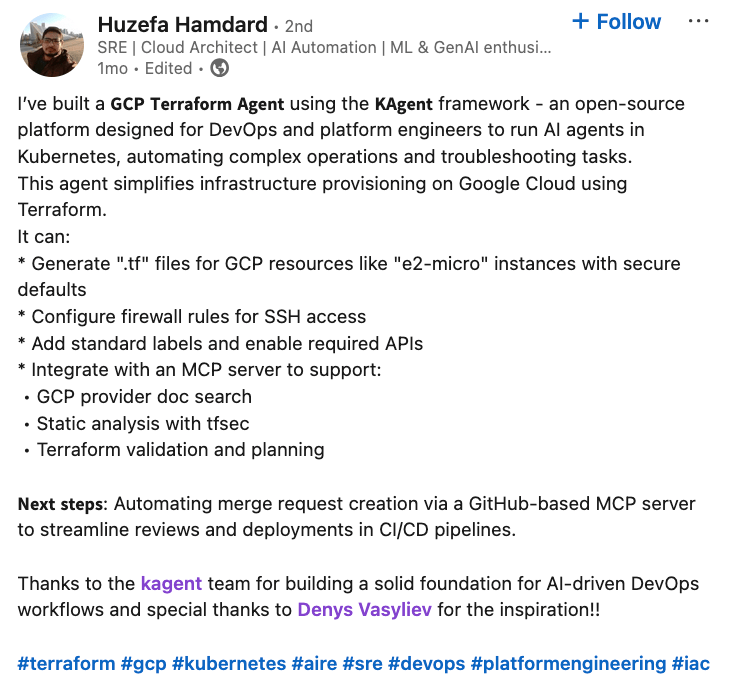 Huzefa Hamdard · 2nd
+ Follow ···
SRE | Cloud Architect | AI Automation | ML & GenAI enthusi...
1mo · Edited ·
I’ve built a GCP Terraform Agent using the KAgent framework - an open-source
platform designed for DevOps and platform engineers to run AI agents in
Kubernetes, automating complex operations and troubleshooting tasks.
This agent simplifies infrastructure provisioning on Google Cloud using
Terraform.
It can:
* Generate ".tf" files for GCP resources like "e2-micro" instances with secure
defaults
* Configure firewall rules for SSH access
* Add standard labels and enable required APIs
* Integrate with an MCP server to support:
• GCP provider doc search
• Static analysis with tfsec
• Terraform validation and planning
Next steps: Automating merge request creation via a GitHub-based MCP server
to streamline reviews and deployments in CI/CD pipelines.
Thanks to the kagent team for building a solid foundation for AI-driven DevOps
workflows and special thanks to Denys Vasyliev for the inspiration!!
#terraform #gcp #kubernetes #aire #sre #devops #platformengineering #iac